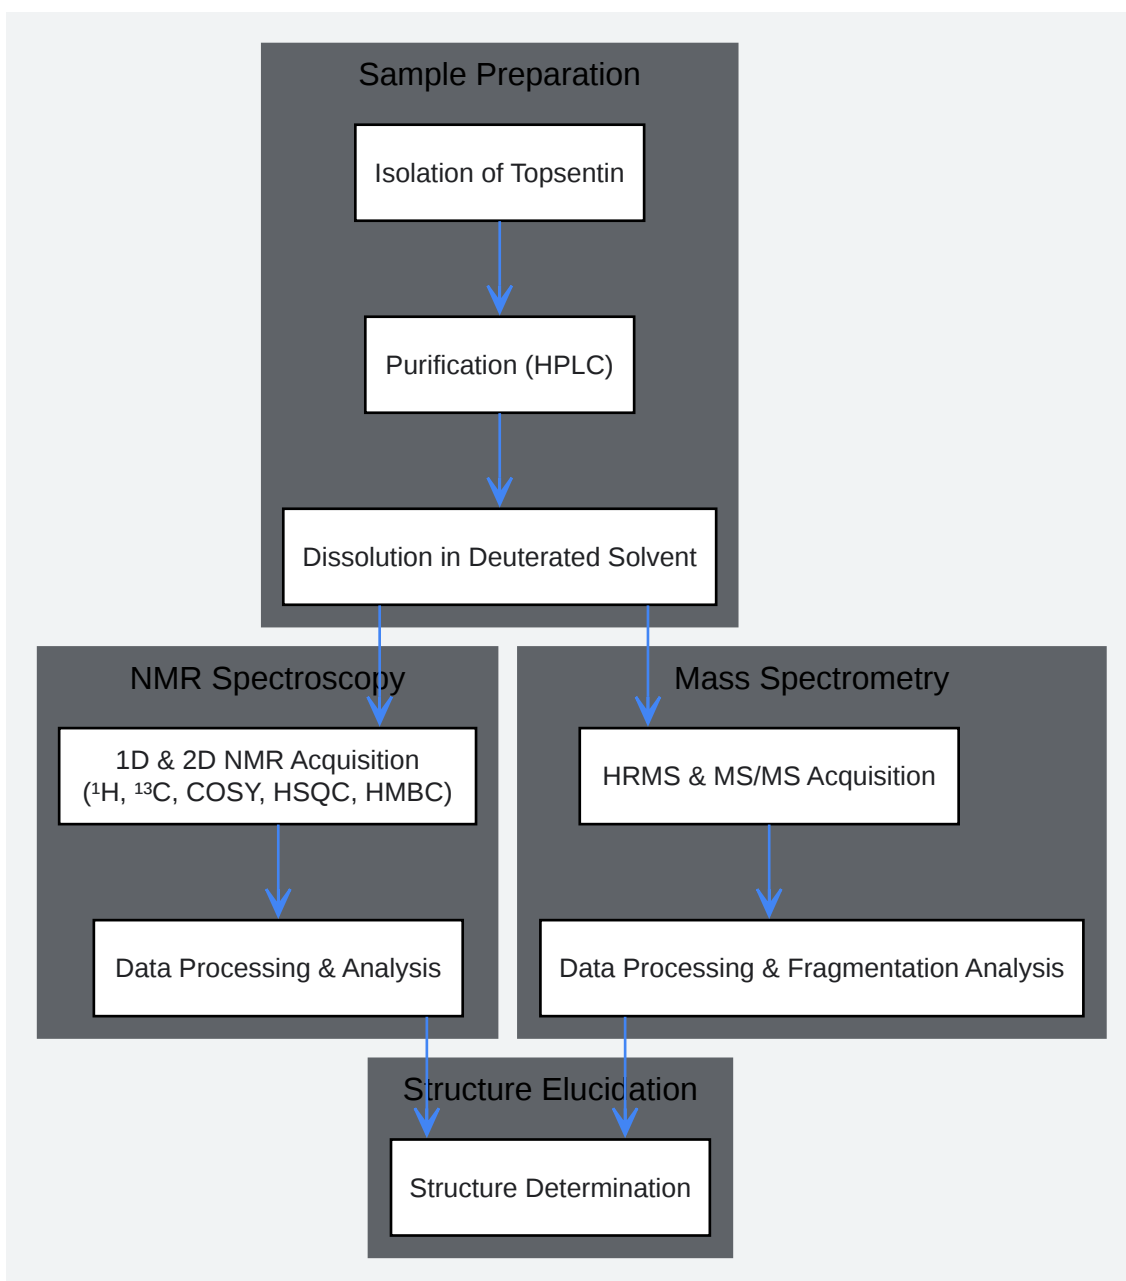 Sample Preparation
Isolation of Topsentin
Purification (HPLC)
Dissolution in Deuterated Solvent
NMR Spectroscopy
1D & 2D NMR Acquisition
(¹H, ¹³C, COSY, HSQC, HMBC)
Data Processing & Analysis
Mass Spectrometry
HRMS & MS/MS Acquisition
Data Processing & Fragmentation Analysis
Structure Elucidation
Structure Determination